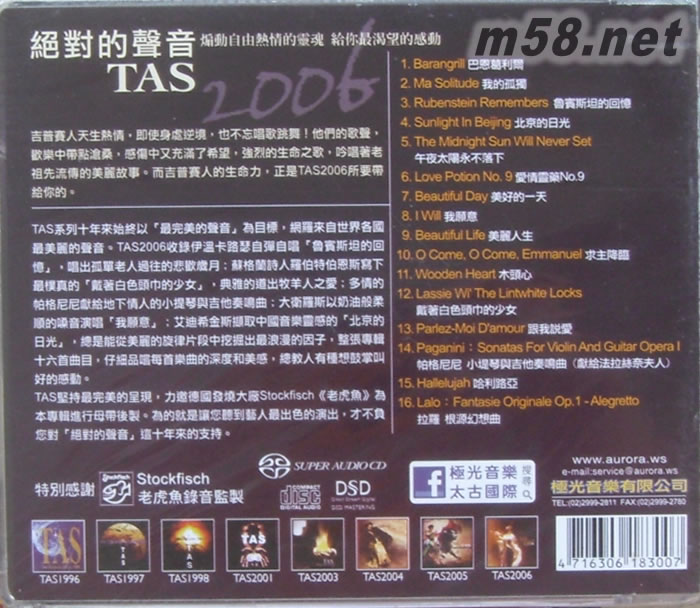 m58.net
絕對的聲音 煽動自由熱情的靈魂 給你最渴望的感動
TAS
2006
吉普賽人天生熱情，即使身處逆境，也不忘唱歌跳舞！他們的歌聲，
歡樂中帶點滄桑，感傷中又充滿了希望，強烈的生命之歌，吟唱著老
祖先流傳的美麗故事。而吉普賽人的生命力，正是TAS2006所要帶
給你的。
TAS系列十年來始終以「最完美的聲音」為目標，網羅來自世界各國
最美麗的聲音。TAS2006收錄伊溫卡路瑟自彈自唱「魯賓斯坦的回
憶」，唱出孤單老人過往的悲歡歲月；蘇格蘭詩人羅伯特伯恩斯寫下
最樸真的「戴著白色頭巾的少女」，典雅的道出牧羊人之愛；多情的
帕格尼尼獻給地下情人的小提琴與吉他奏鳴曲；大衛羅斯以奶油般柔
順的嗓音演唱「我願意」；艾迪希金斯擷取中國音樂靈感的「北京的
日光」，總是能從美麗的旋律片段中挖掘出最浪漫的因子，整張專輯
十六首曲目，仔細品唱每首樂曲的深度和美感，總教人有種想鼓掌叫
好的感動。
TAS堅持最完美的呈現，力邀德國發燒大廠Stockfisch《老虎魚》為
本專輯進行母帶後製。為的就是讓您聽到藝人最出色的演出，才不負
您對「絕對的聲音」這十年來的支持。
1. Barangrill 巴恩葛利爾
2. Ma Solitude 我的孤獨
3. Rubenstein Remembers 魯賓斯坦的回憶
4. Sunlight In Beijing 北京的日光
5. The Midnight Sun Will Never Set
午夜太陽永不落下
6. Love Potion No. 9 愛情靈藥No.9
7. Beautiful Day 美好的一天
8. I Will 我願意
9. Beautiful Life 美麗人生
10. O Come, O Come, Emmanuel 求主降臨
11. Wooden Heart 木頭心
12. Lassie Wi' The Lintwhite Locks
戴著白色頭巾的少女
13. Parlez-Moi D'amour 跟我說愛
14. Paganini：Sonatas For Violin And Guitar Opera I
帕格尼尼 小提琴與吉他奏鳴曲（獻給法拉絲奈夫人）
15. Hallelujah 哈利路亞
16. Lalo：Fantasie Originale Op.1 - Alegretto
拉羅 根源幻想曲
特別感謝
Stockfisch
Stockfisch
老虎魚錄音監製
SUPER AUDIO CD
COMPACT
disc
DIGITAL AUDIO
DSD
Direct Stream Digital
DSD MASTERING
f 極光音樂
太古國際
搜尋
www.aurora.ws
e-mail:service@aurora.ws
極光音樂有限公司
TEL:(02)2999-2811 FAX:(02)2999-2780
TAS
TAS
TAS1996 TAS1997 TAS1998 TAS2001 TAS2003 TAS2004 TAS2005 TAS2006
4 716306 183007